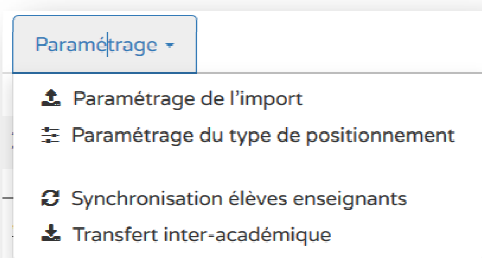 Paramétrage
Paramétrage de l'import
Paramétrage du type de positionnement
Synchronisation élèves enseignants
Transfert inter-académique